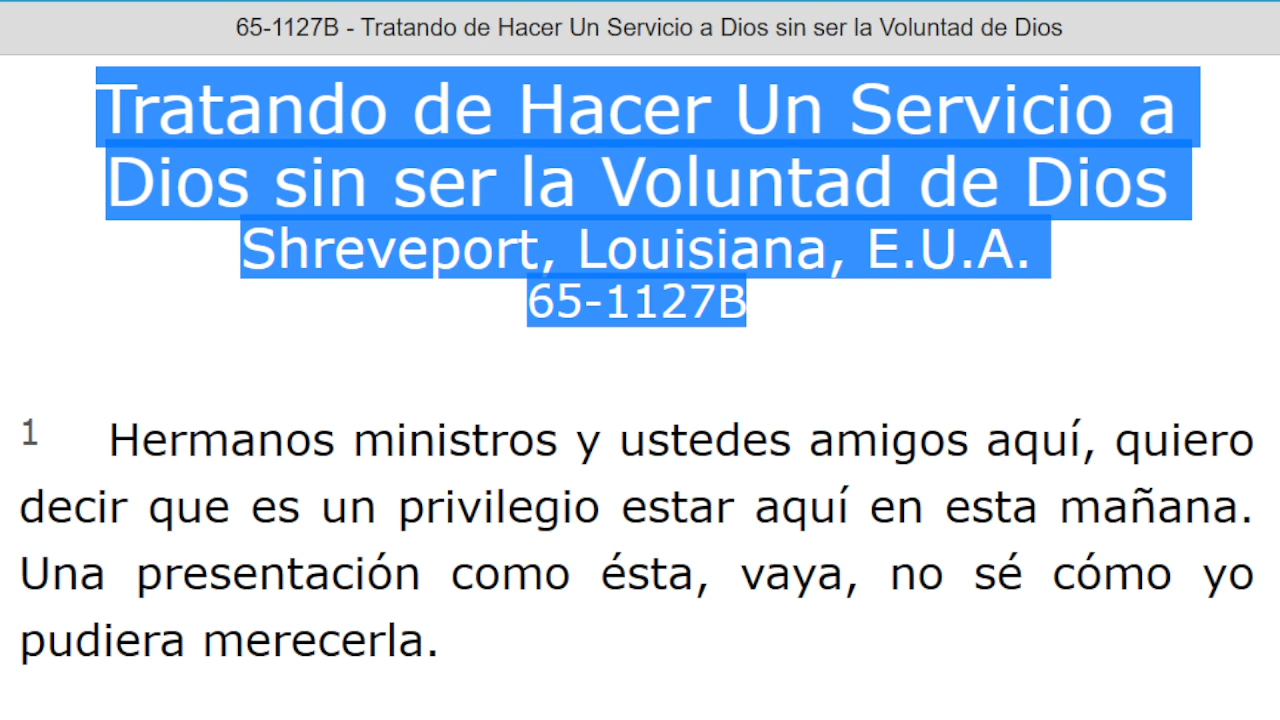 65-1127B - Tratando de Hacer Un Servicio a Dios sin ser la Voluntad de Dios
Tratando de Hacer Un Servicio a
Dios sin ser la Voluntad de Dios
Shreveport, Louisiana, E.U.A.
65-1127B
1 Hermanos ministros y ustedes amigos aquí, quiero
decir que es un privilegio estar aquí en esta mañana.
Una presentación como ésta, vaya, no sé cómo yo
pudiera merecerla.